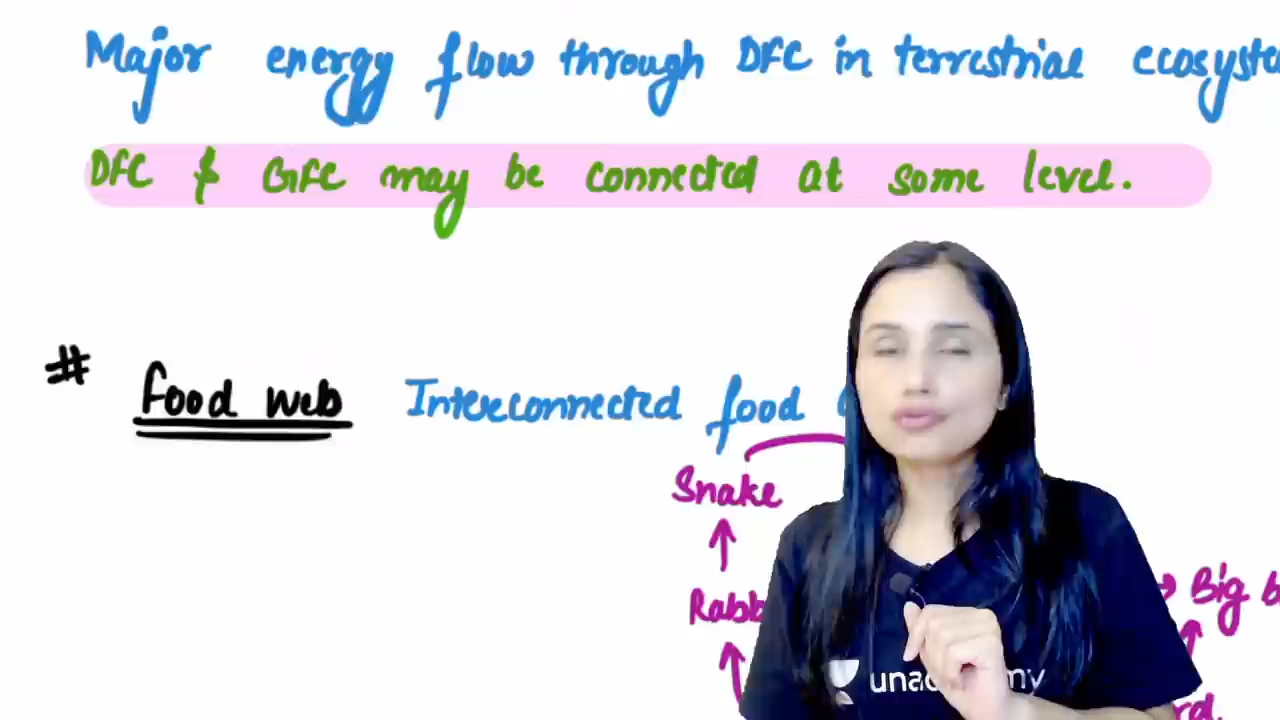 Major energy flow through DFC in terrestrial
DFC & GFC may be connected at some level.
# Food web Interconnected food
Snake
Big